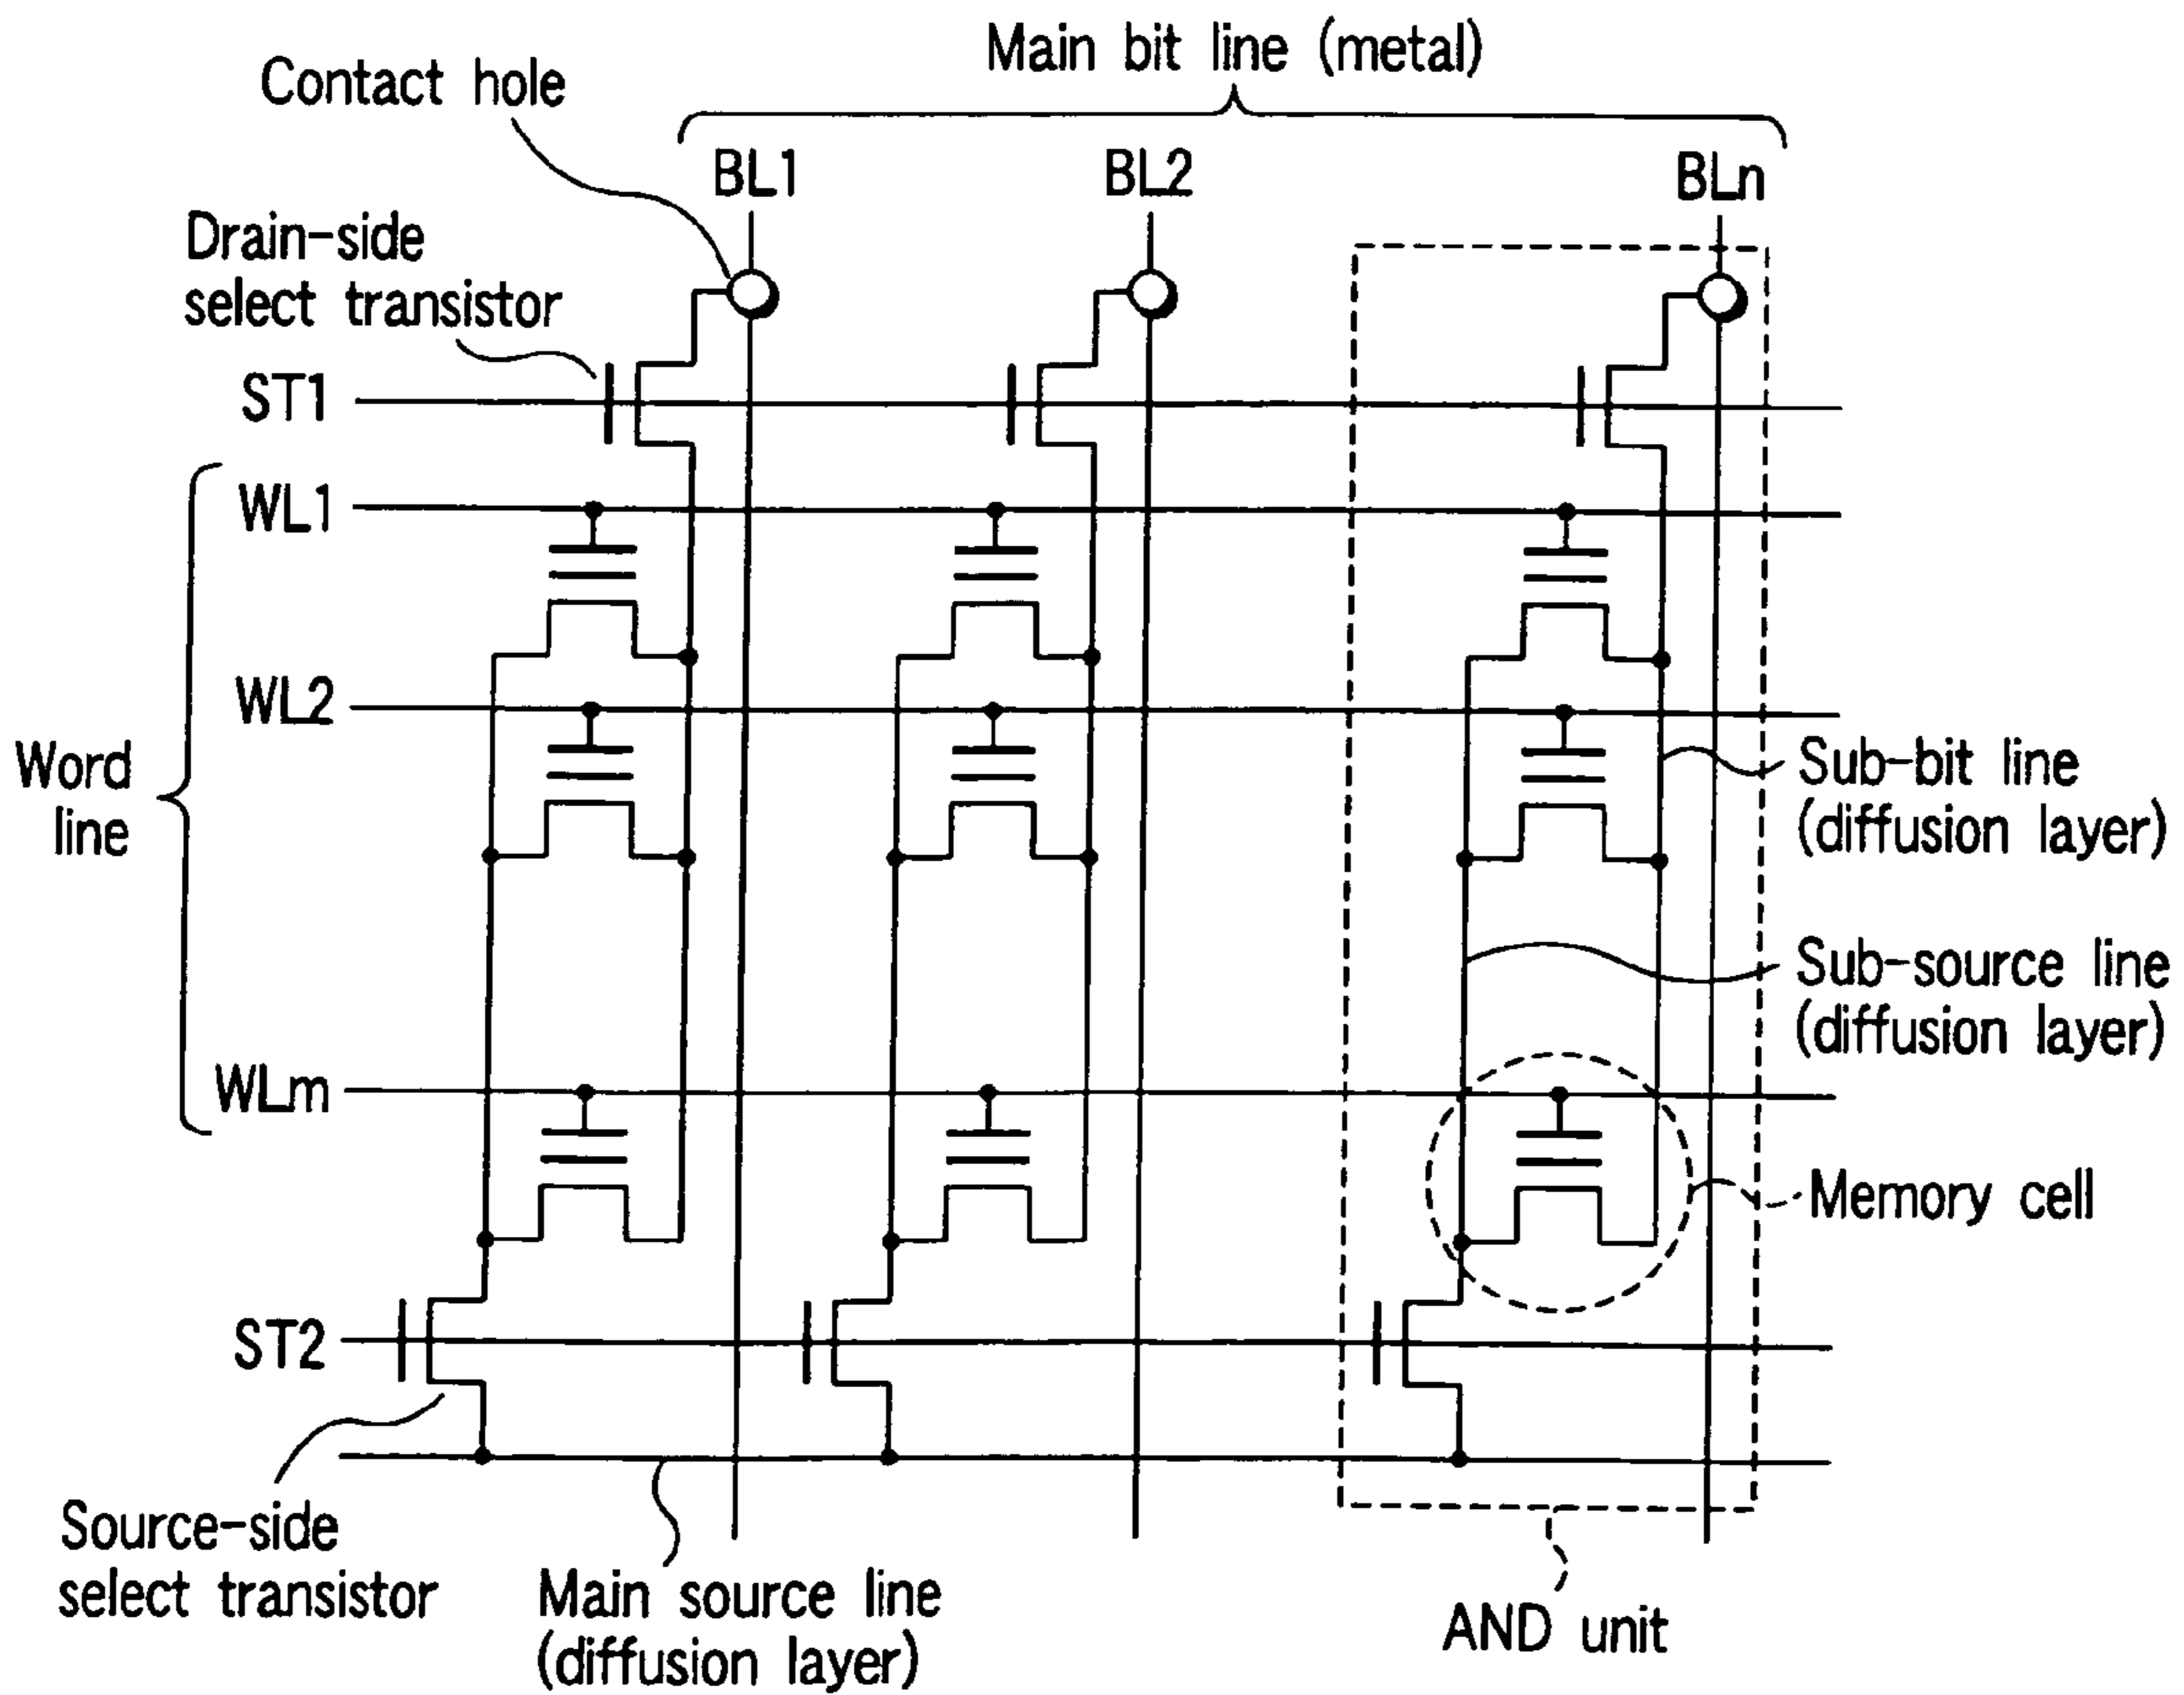 Main bit line (metal)
Contact hole
BL1
BL2
BLn
Drain-side
select transistor
ST1
WL1
WL2
Word
line
Sub-bit line
(diffusion layer)
Sub-source line
(diffusion layer)
WLm
Memory cell
ST2
Source-side
select transistor
Main source line
(diffusion layer)
AND unit